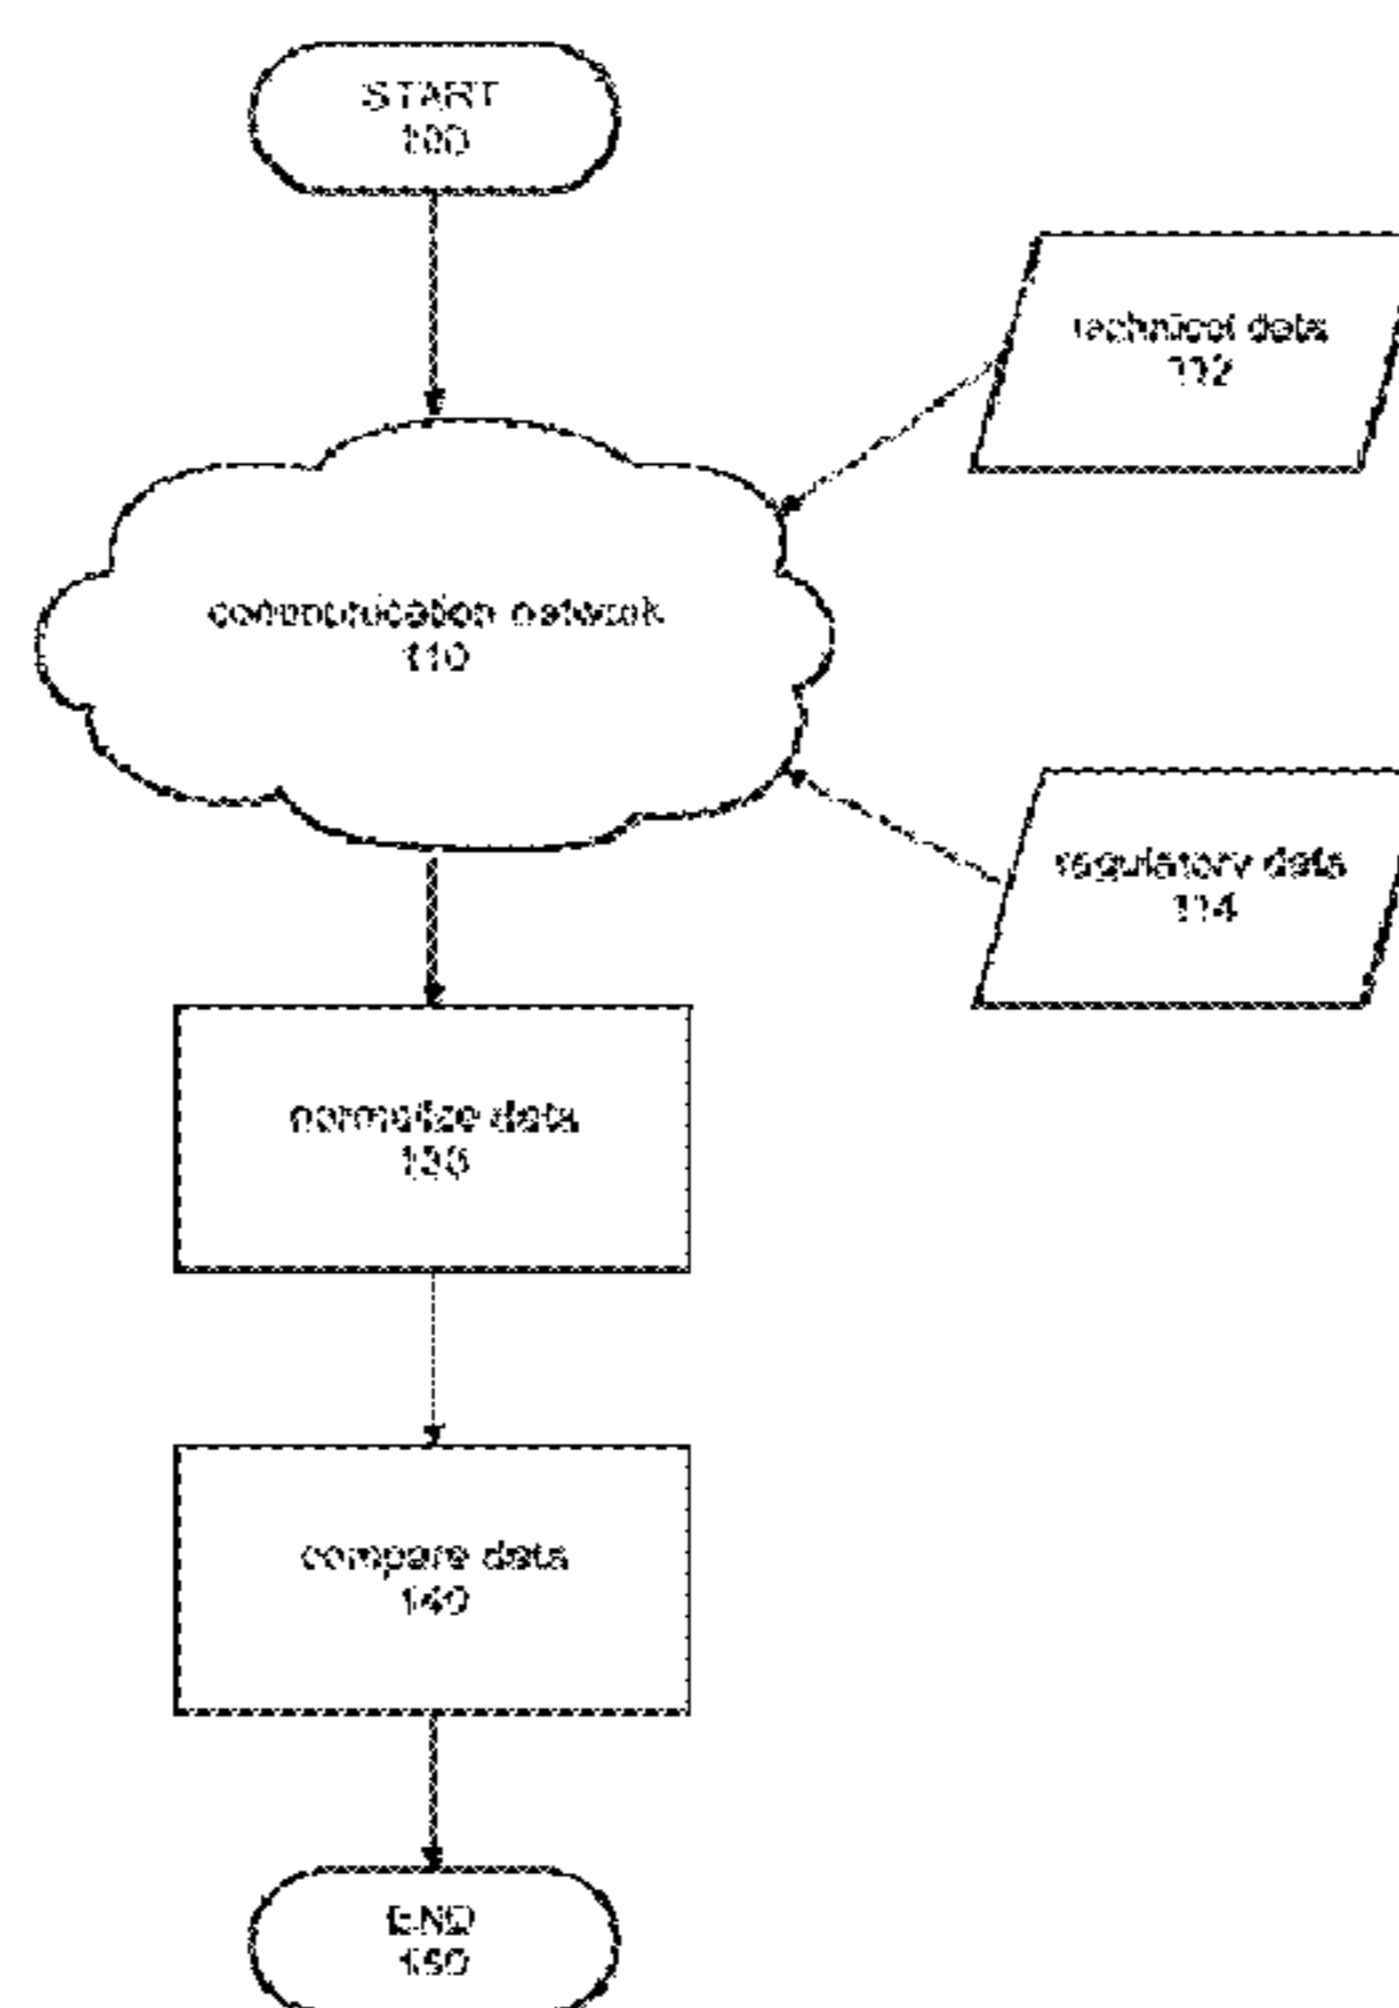 START
100
technical data
112
communication network
110
regulatory data
114
normalize data
130
compare data
140
END
150